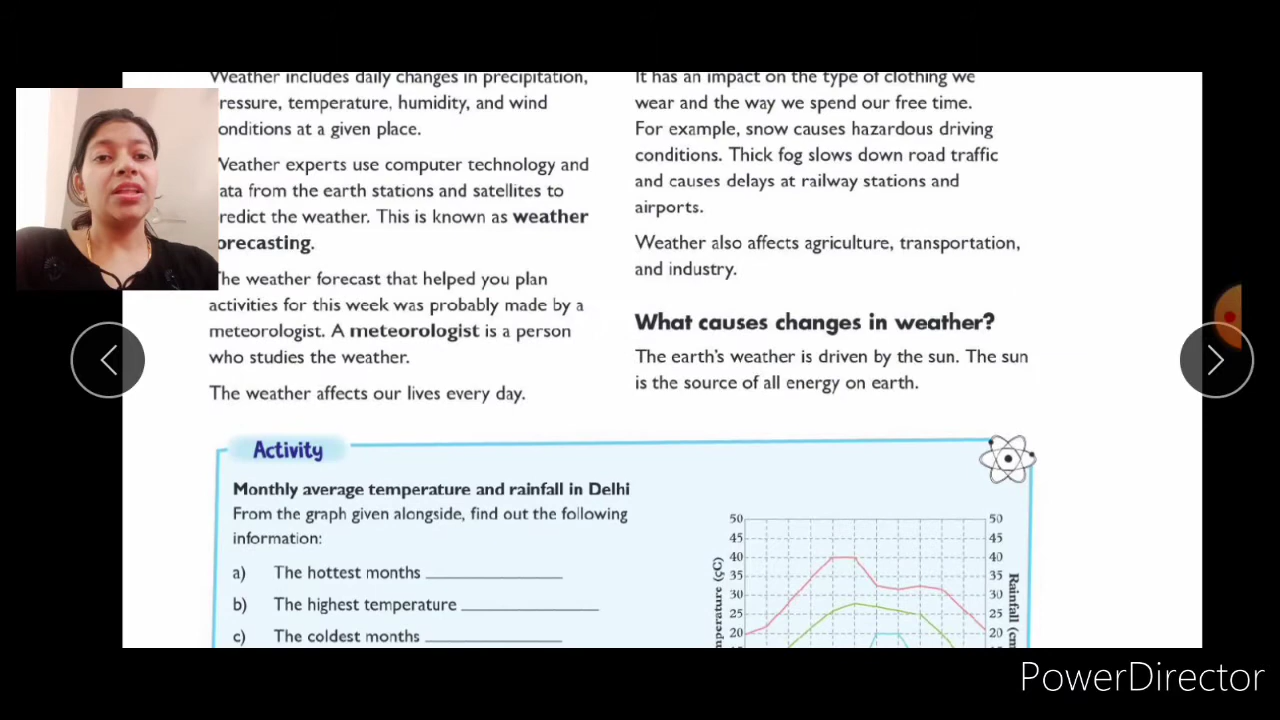 Weather includes daily changes in precipitation,
ressure, temperature, humidity, and wind
onditions at a given place.
Weather experts use computer technology and
ata from the earth stations and satellites to
redict the weather. This is known as weather
orecasting.
The weather forecast that helped you plan
activities for this week was probably made by a
meteorologist. A meteorologist is a person
who studies the weather.
The weather affects our lives every day.
It has an impact on the type of clothing we
wear and the way we spend our free time.
For example, snow causes hazardous driving
conditions. Thick fog slows down road traffic
and causes delays at railway stations and
airports.
Weather also affects agriculture, transportation,
and industry.
What causes changes in weather?
The earth's weather is driven by the sun. The sun
is the source of all energy on earth.
Activity
Monthly average temperature and rainfall in Delhi
From the graph given alongside, find out the following
information:
a) The hottest months
b) The highest temperature
c) The coldest months
50
45
40
35
30
25
20
mperature (çC)
50
45
40
35
30
25
20
Rainfall (cm
PowerDirector